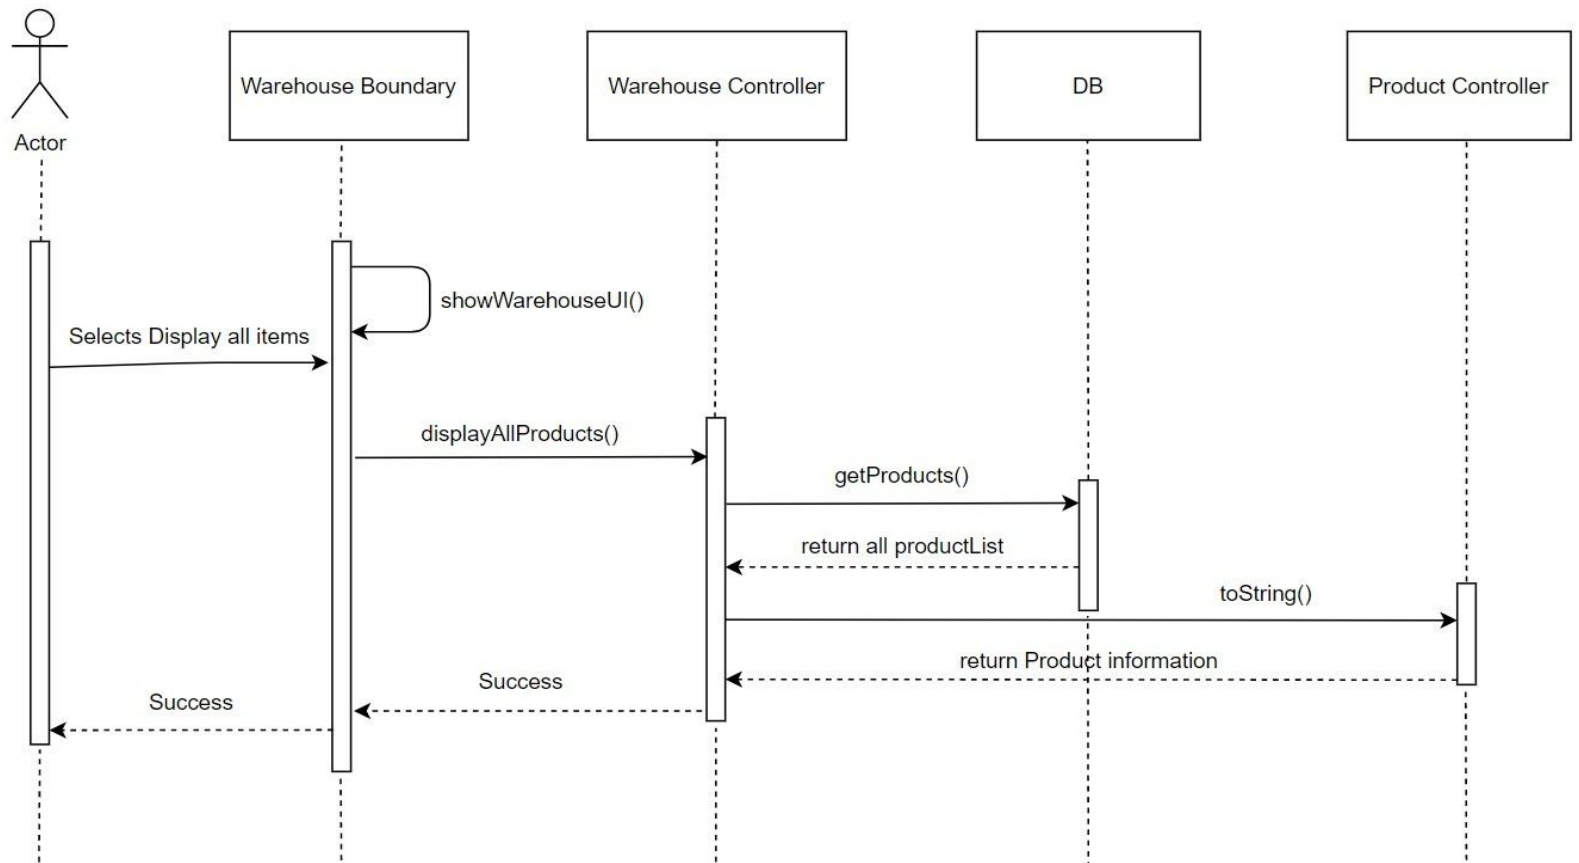 Actor
Warehouse Boundary
Warehouse Controller
DB
Product Controller
showWarehouseUI()
Selects Display all items
displayAllProducts()
getProducts()
return all productList
toString()
return Product information
Success
Success